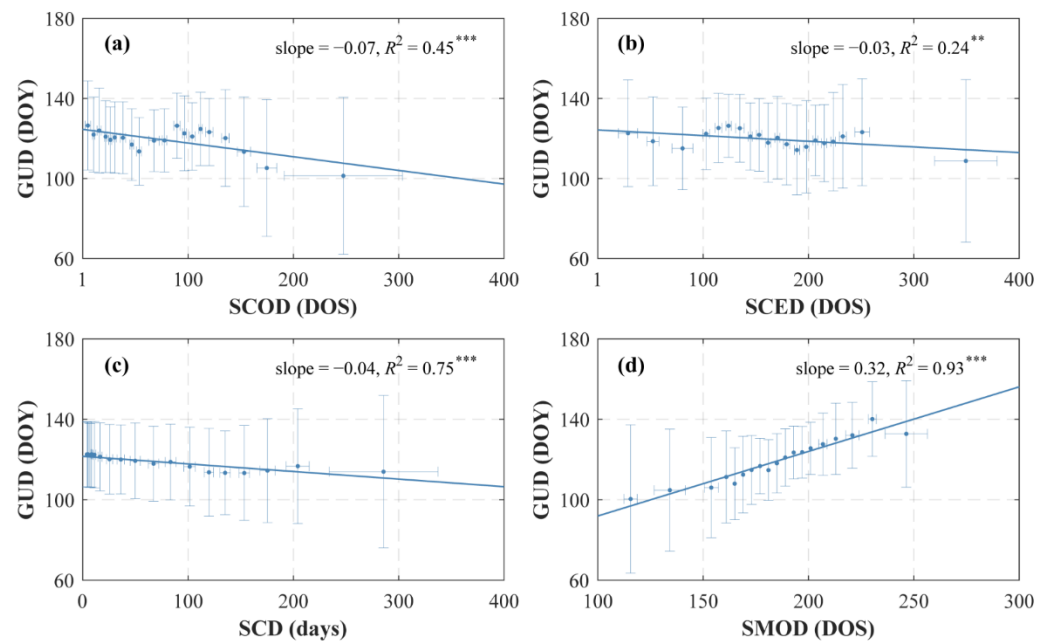 (a)
slope = −0.07, R² = 0.45***
180
140
100
60
GUD (DOY)
1
100
200
300
400
SCOD (DOS)
(b)
slope = −0.03, R² = 0.24**
180
140
100
60
GUD (DOY)
1
100
200
300
400
SCED (DOS)
(c)
slope = −0.04, R² = 0.75***
180
140
100
60
GUD (DOY)
0
100
200
300
400
SCD (days)
(d)
slope = 0.32, R² = 0.93***
180
140
100
60
GUD (DOY)
100
150
200
250
300
SMOD (DOS)